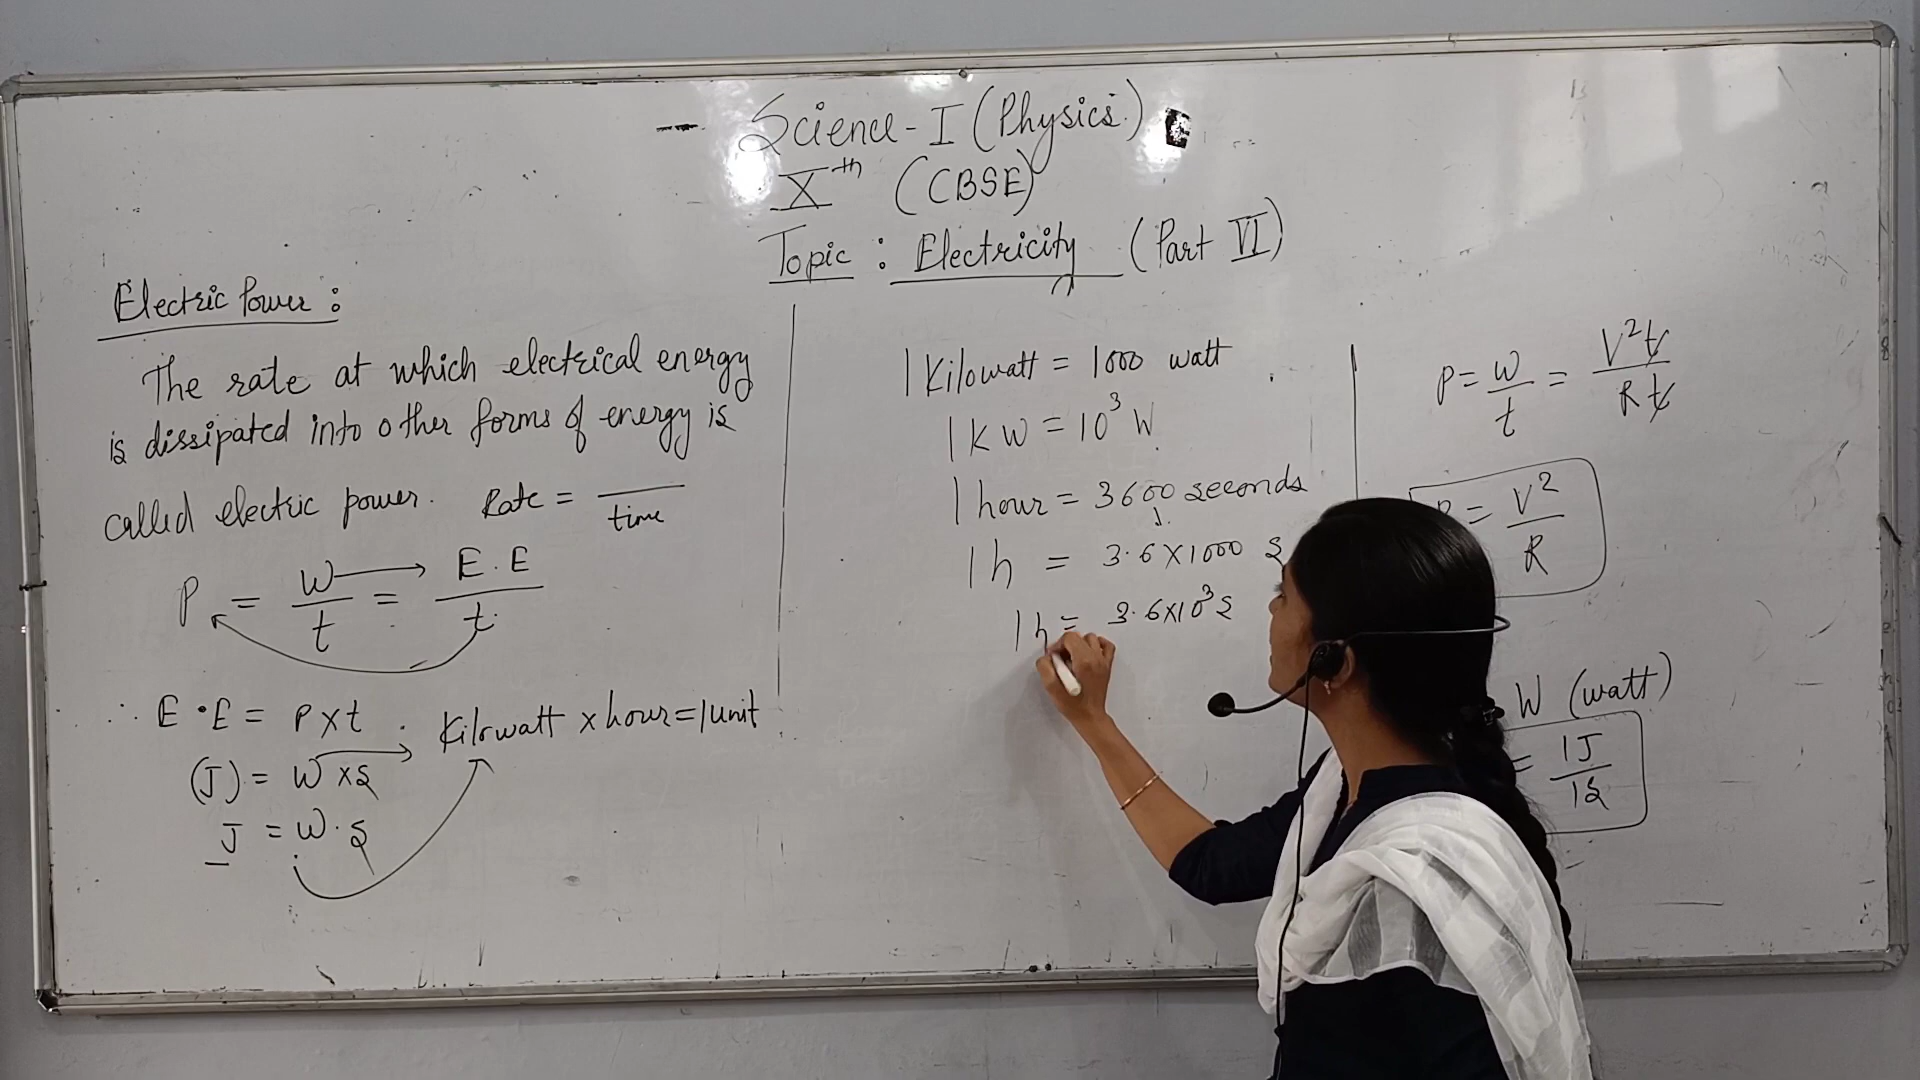 Science-I (Physics)
Xth (CBSE)
Topic : Electricity (Part VI)
Electric Power :
The rate at which electrical energy
is dissipated into other forms of energy is
called electric power. Rate = /time
P = W/t = E.E/t
∴ E.E = P x t
(J) = W x s → Kilowatt x hour = 1 unit
J = W.s
1 Kilowatt = 1000 watt
1 KW = 10³ W
1 hour = 3600 seconds
1 h = 3.6 x 1000 s
1 h = 3.6 x 10³ s
P = W/t = V²t/Rt
= V²/R
W (watt)
= 1J/1s